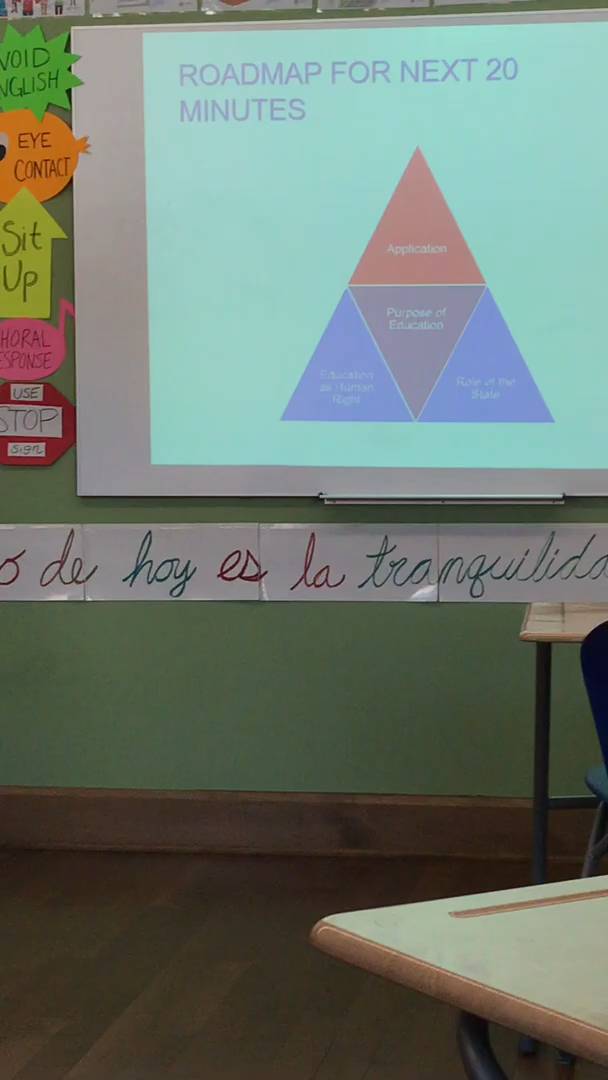 ROADMAP FOR NEXT 20
MINUTES
Application
Purpose of
Education
Education
as Human
Right
Role of the
State
VOID
NGLISH
EYE
CONTACT
Sit
Up
HORAL
ESPONSE
USE
STOP
sign
o de hoy es la tranquilida